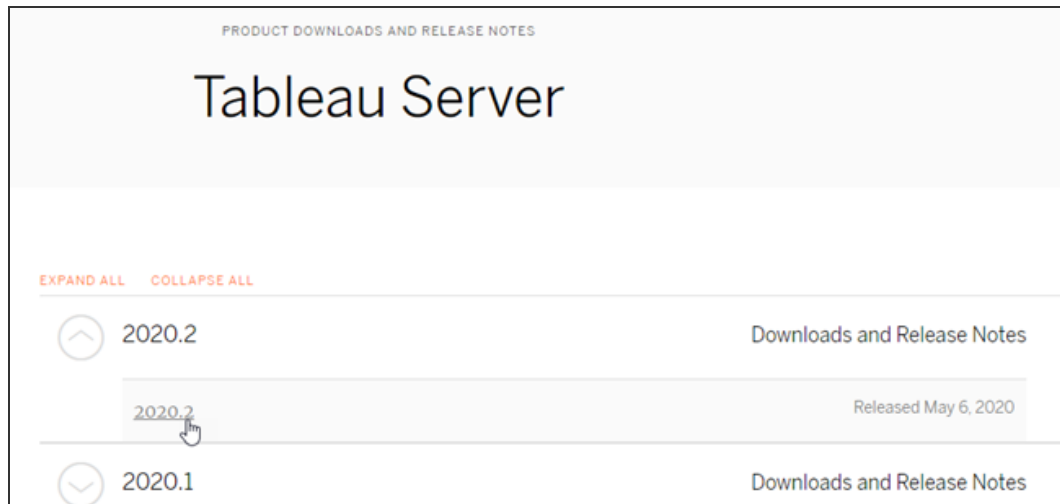 PRODUCT DOWNLOADS AND RELEASE NOTES
Tableau Server
EXPAND ALL COLLAPSE ALL
2020.2 Downloads and Release Notes
2020.2 Released May 6, 2020
2020.1 Downloads and Release Notes